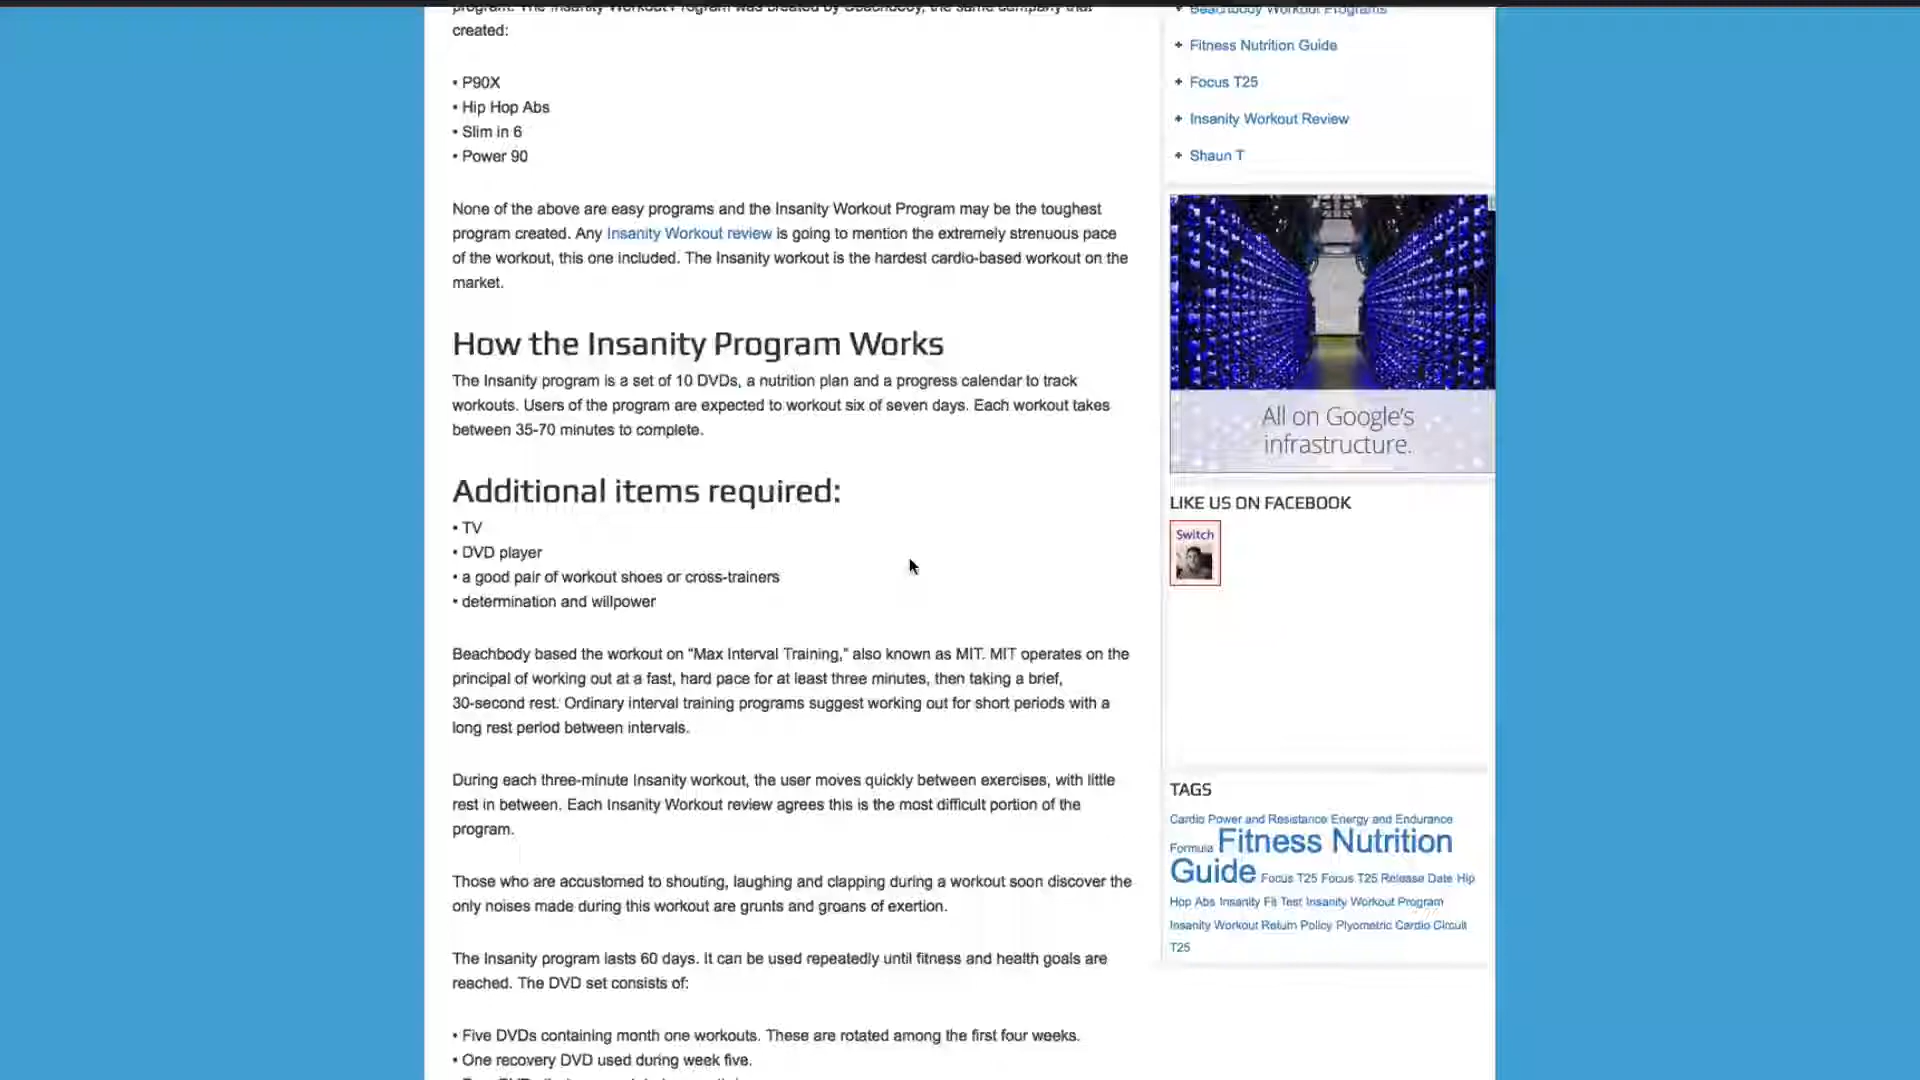 program. The Insanity Workout Program was created by Beachbody, the same company that
created:
• P90X
• Hip Hop Abs
• Slim in 6
• Power 90
None of the above are easy programs and the Insanity Workout Program may be the toughest
program created. Any Insanity Workout review is going to mention the extremely strenuous pace
of the workout, this one included. The Insanity workout is the hardest cardio-based workout on the
market.
How the Insanity Program Works
The Insanity program is a set of 10 DVDs, a nutrition plan and a progress calendar to track
workouts. Users of the program are expected to workout six of seven days. Each workout takes
between 35-70 minutes to complete.
Additional items required:
• TV
• DVD player
• a good pair of workout shoes or cross-trainers
• determination and willpower
Beachbody based the workout on “Max Interval Training,” also known as MIT. MIT operates on the
principal of working out at a fast, hard pace for at least three minutes, then taking a brief,
30-second rest. Ordinary interval training programs suggest working out for short periods with a
long rest period between intervals.
During each three-minute Insanity workout, the user moves quickly between exercises, with little
rest in between. Each Insanity Workout review agrees this is the most difficult portion of the
program.
Those who are accustomed to shouting, laughing and clapping during a workout soon discover the
only noises made during this workout are grunts and groans of exertion.
The Insanity program lasts 60 days. It can be used repeatedly until fitness and health goals are
reached. The DVD set consists of:
• Five DVDs containing month one workouts. These are rotated among the first four weeks.
• One recovery DVD used during week five.
Beachbody Workout Programs
Fitness Nutrition Guide
Focus T25
Insanity Workout Review
Shaun T
All on Google's
infrastructure.
LIKE US ON FACEBOOK
Switch
TAGS
Cardio Power and Resistance Energy and Endurance
Formula Fitness Nutrition
Guide Focus T25 Focus T25 Release Date Hip
Hop Abs Insanity Fit Test Insanity Workout Program
Insanity Workout Return Policy Plyometric Cardio Circuit
T25